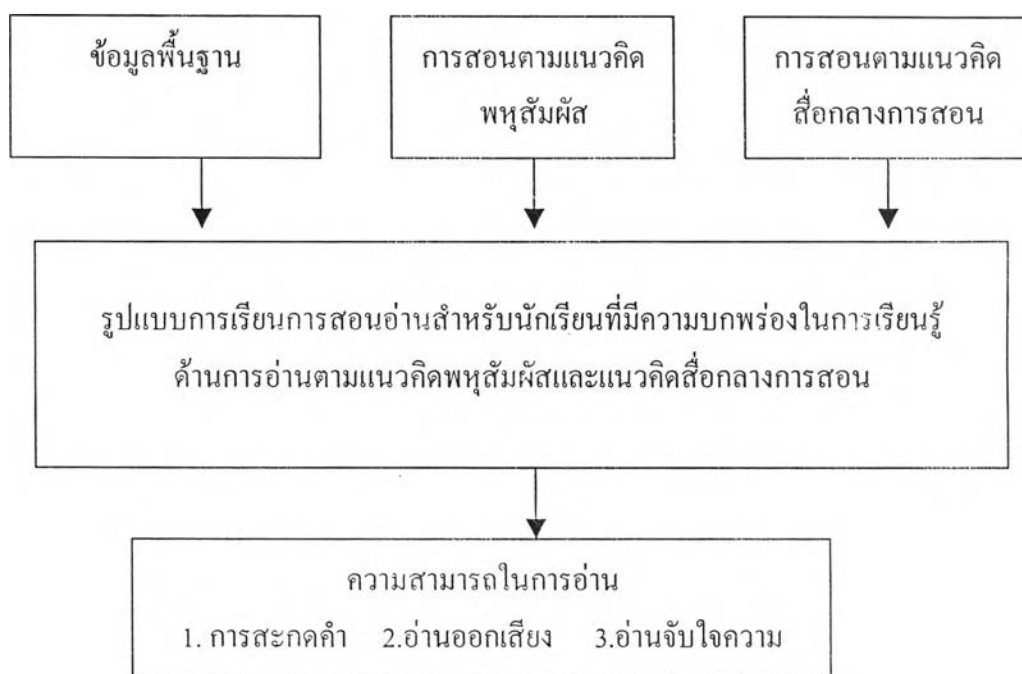 ข้อมูลพื้นฐาน
การสอนตามแนวคิด
พหุสัมผัส
การสอนตามแนวคิด
สื่อกลางการสอน
รูปแบบการเรียนการสอนอ่านสำหรับนักเรียนที่มีความบกพร่องในการเรียนรู้
ด้านการอ่านตามแนวคิดพหุสัมผัสและแนวคิดสื่อกลางการสอน
ความสามารถในการอ่าน
1. การสะกดคำ 2.อ่านออกเสียง 3.อ่านจับใจความ